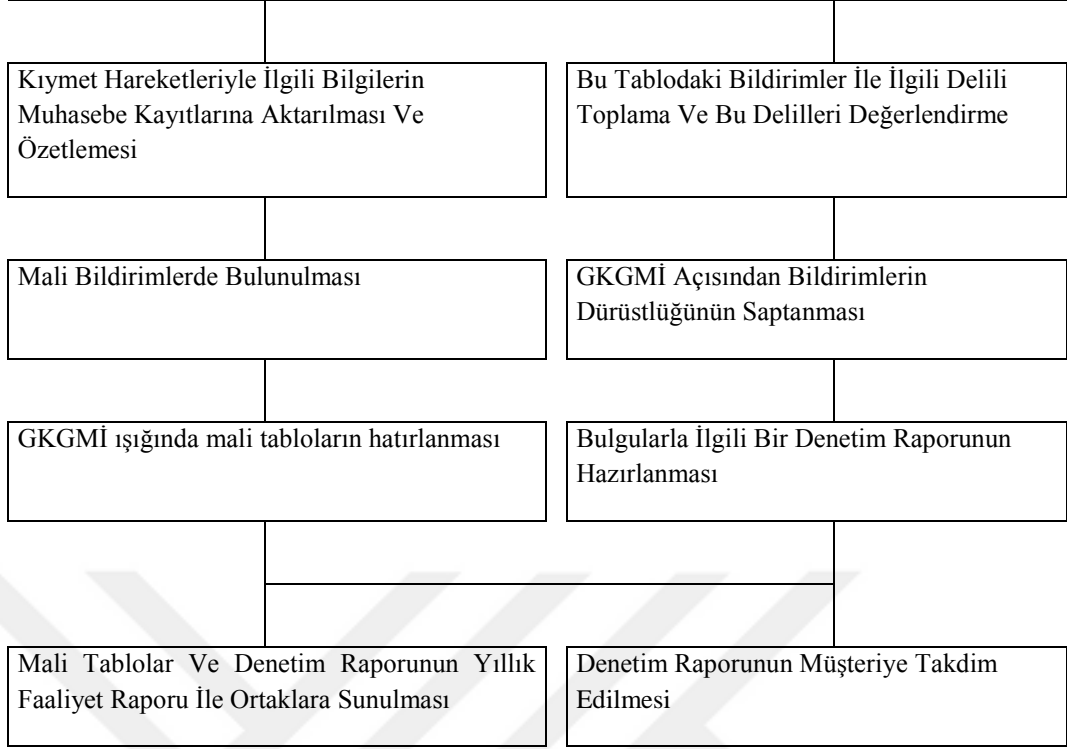 Kıymet Hareketleriyle İlgili Bilgilerin
Muhasebe Kayıtlarına Aktarılması Ve
Özetlemesi
Bu Tablodaki Bildirimler İle İlgili Delili
Toplama Ve Bu Delilleri Değerlendirme
Mali Bildirimlerde Bulunulması
GKGMİ Açısından Bildirimlerin
Dürüstlüğünün Saptanması
GKGMİ ışığında mali tabloların hatırlanması
Bulgularla İlgili Bir Denetim Raporunun
Hazırlanması
Mali Tablolar Ve Denetim Raporunun Yıllık
Faaliyet Raporu İle Ortaklara Sunulması
Denetim Raporunun Müşteriye Takdim
Edilmesi